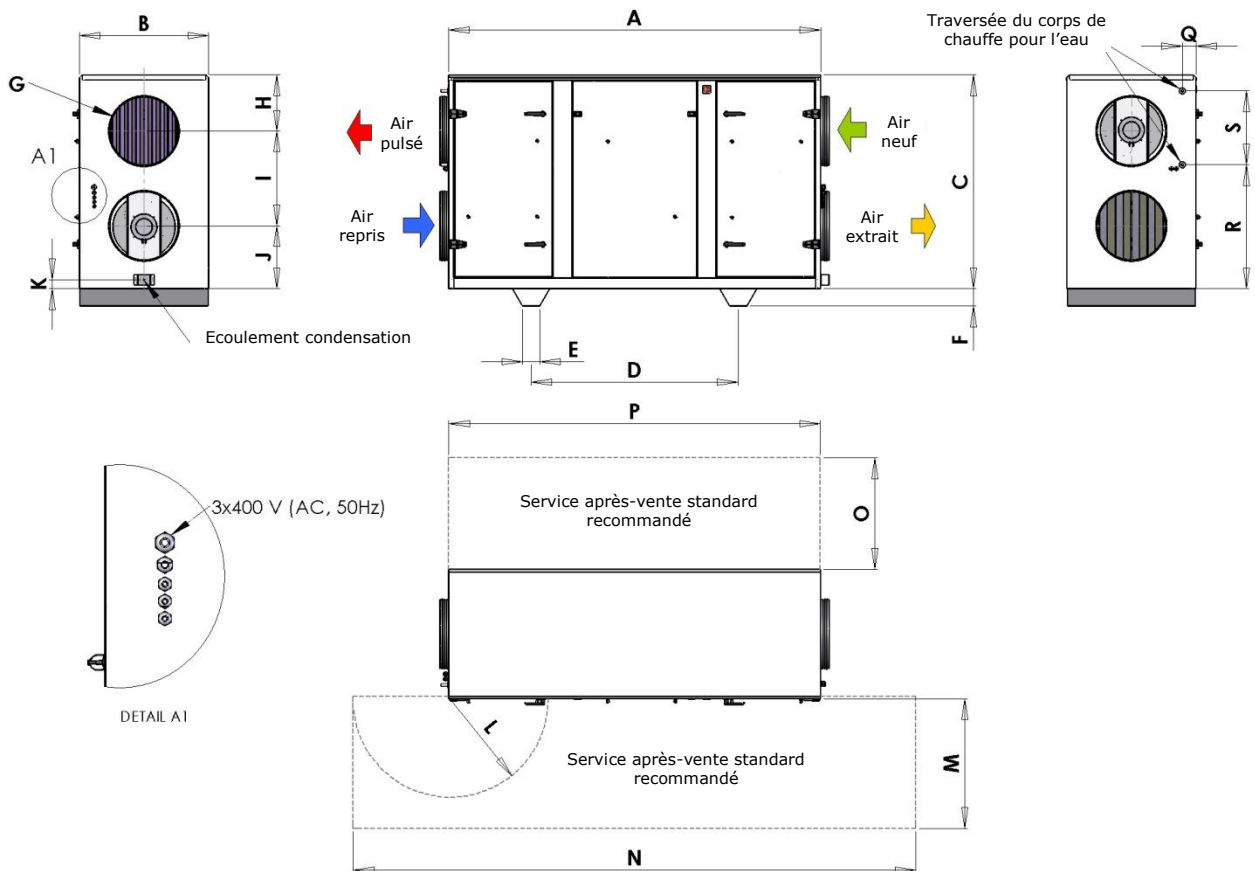 Traversée du corps de
chauffe pour l'eau
A
B
Q
G
H
Air
pulsé
Air
neuf
S
A1
I
C
Air
repris
Air
extrait
J
R
K
Ecoulement condensation
E
F
D
P
Service après-vente standard
recommandé
O
3x400 V (AC, 50Hz)
L
M
DETAIL A1
Service après-vente standard
recommandé
N